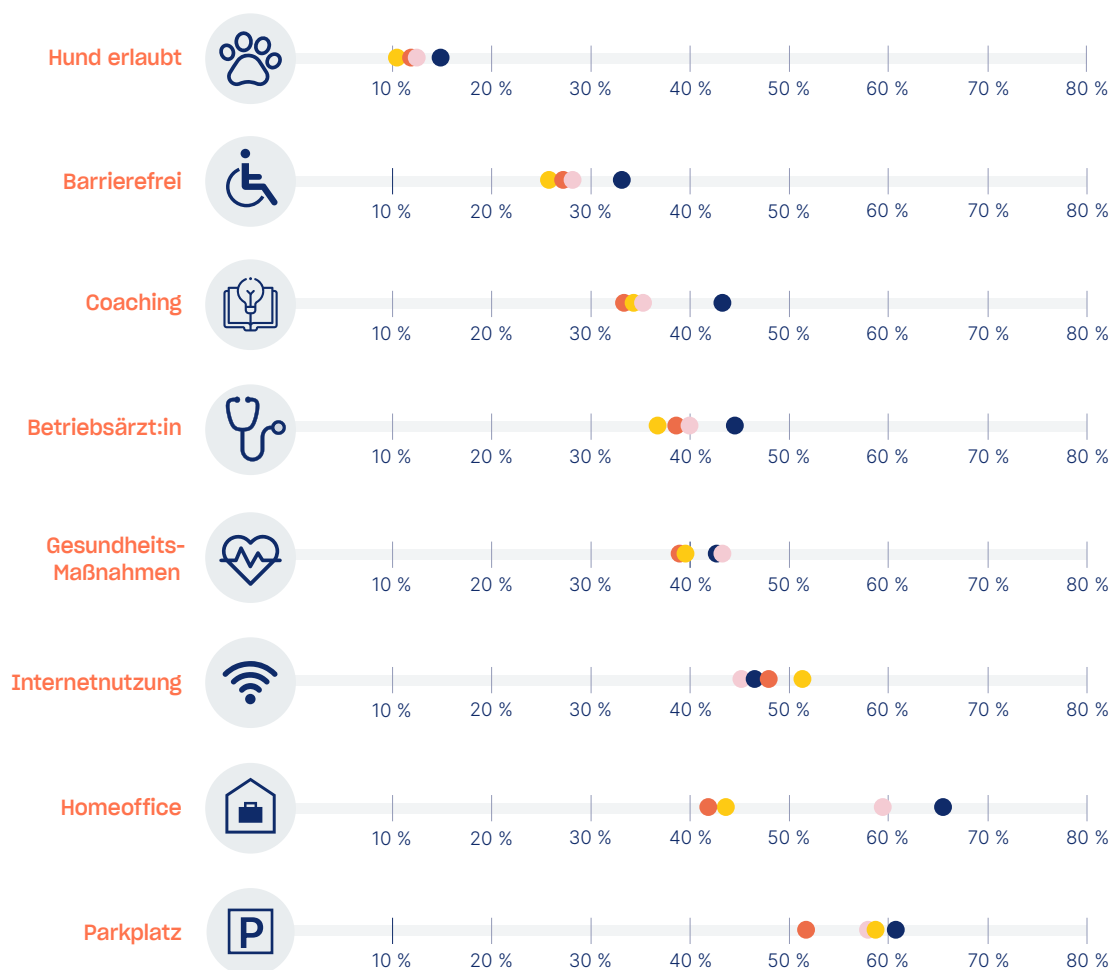 Hund erlaubt
10 % 20 % 30 % 40 % 50 % 60 % 70 % 80 %
Barrierefrei
10 % 20 % 30 % 40 % 50 % 60 % 70 % 80 %
Coaching
10 % 20 % 30 % 40 % 50 % 60 % 70 % 80 %
Betriebsärzt:in
10 % 20 % 30 % 40 % 50 % 60 % 70 % 80 %
Gesundheits-
Maßnahmen
10 % 20 % 30 % 40 % 50 % 60 % 70 % 80 %
Internetnutzung
10 % 20 % 30 % 40 % 50 % 60 % 70 % 80 %
Homeoffice
10 % 20 % 30 % 40 % 50 % 60 % 70 % 80 %
Parkplatz P
10 % 20 % 30 % 40 % 50 % 60 % 70 % 80 %